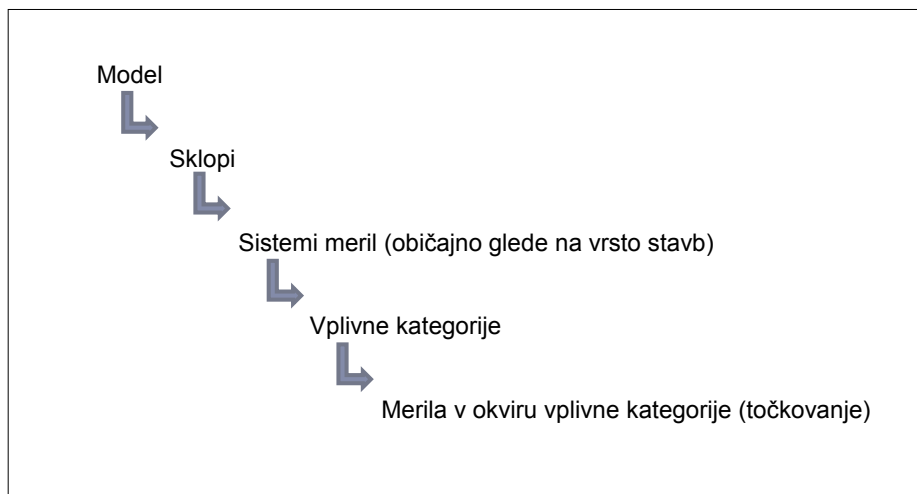 Model
Sklopi
Sistemi meril (običajno glede na vrsto stavb)
Vplivne kategorije
Merila v okviru vplivne kategorije (točkovanje)